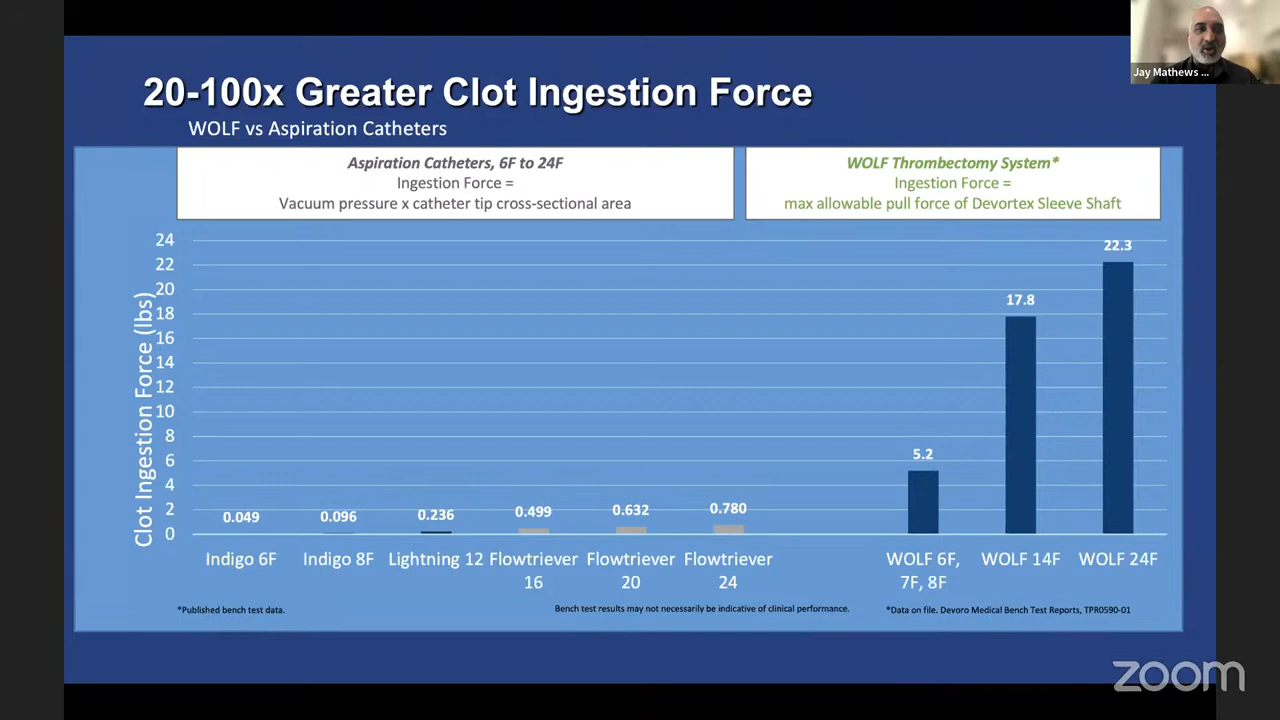 Jay Mathews ...
20-100x Greater Clot Ingestion Force
WOLF vs Aspiration Catheters
Aspiration Catheters, 6F to 24F
Ingestion Force =
Vacuum pressure x catheter tip cross-sectional area
WOLF Thrombectomy System*
Ingestion Force =
max allowable pull force of Devortex Sleeve Shaft
Clot Ingestion Force (lbs)
24
22
20
18
16
14
12
10
8
6
4
2
0
0.049
0.096
0.236
0.499
0.632
0.780
5.2
17.8
22.3
Indigo 6F
Indigo 8F
Lightning 12
Flowtriever
16
Flowtriever
20
Flowtriever
24
WOLF 6F,
7F, 8F
WOLF 14F
WOLF 24F
*Published bench test data.
Bench test results may not necessarily be indicative of clinical performance.
*Data on file. Devoro Medical Bench Test Reports, TPR0590-01
zoom